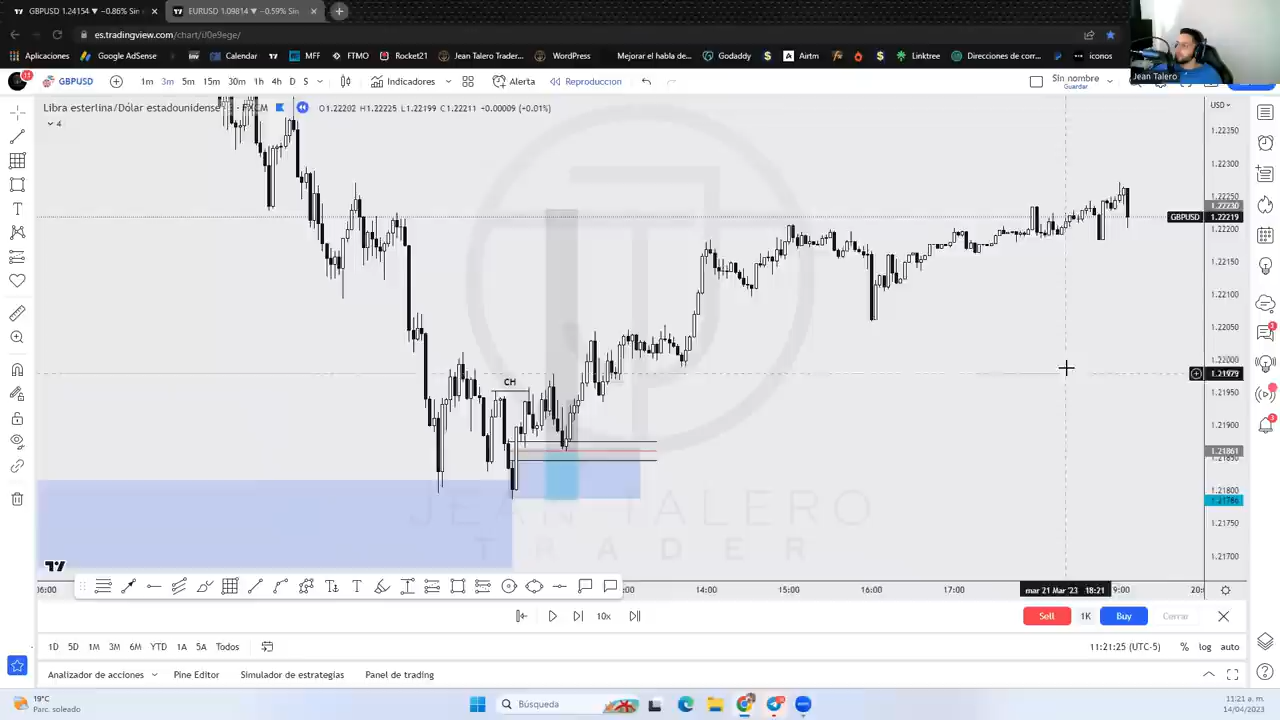 GBPUSD 1.24154 ▼ −0.86% Sin
EURUSD 1.09814 ▼ −0.59% Sin
es.tradingview.com/chart/i0e9ege/
Aplicaciones
Google AdSense
Calendar
MFF
FTMO
Rocket21
Jean Talero Trader...
WordPress
Mejorar el habla de...
Godaddy
Airtm
Linktree
Direcciones de corr...
iconos
Jean Talero
GBPUSD
1m 3m 5m 15m 30m 1h 4h D S
Indicadores
Alerta
Reproduccion
Sin nombre
Guardar
Libra esterlina/Dólar estadounidense
O1.22202 H1.22225 L1.22199 C1.22211 +0.00009 (+0.01%)
4
USD
1.22350
1.22300
1.22250
1.22230
GBPUSD 1.22219
1.22200
1.22150
1.22100
1.22050
1.22000
1.21979
1.21950
1.21900
1.21861
1.21850
1.21800
1.21786
1.21750
1.21700
CH
JEAN TALERO
TRADER
06:00
14:00
15:00
16:00
17:00
mar 21 Mar '23 18:21
10x
Sell
1K
Buy
Cerrar
1D 5D 1M 3M 6M YTD 1A 5A Todos
11:21:25 (UTC-5)
% log auto
Analizador de acciones
Pine Editor
Simulador de estrategias
Panel de trading
19°C
Parc. soleado
Búsqueda
11:21 a. m.
14/04/2023